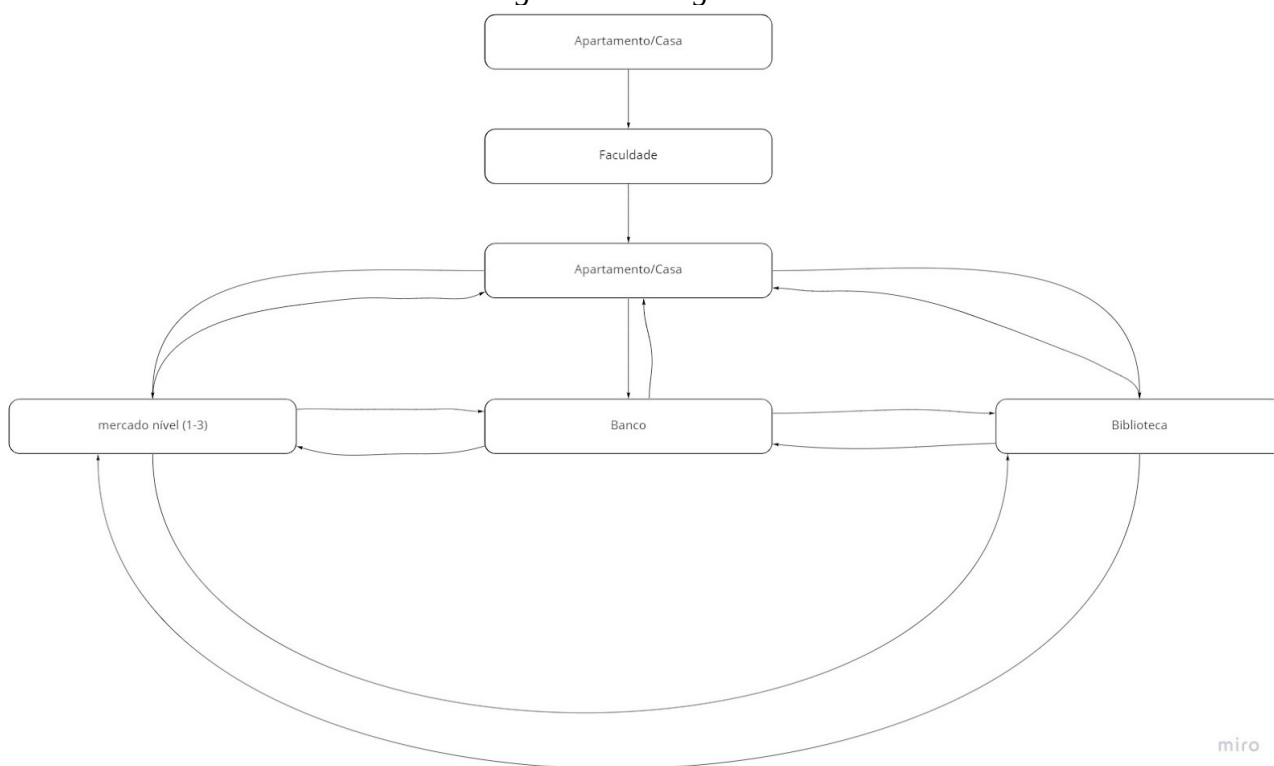 Apartamento/Casa
Faculdade
Apartamento/Casa
mercado nível (1-3)
Banco
Biblioteca
miro